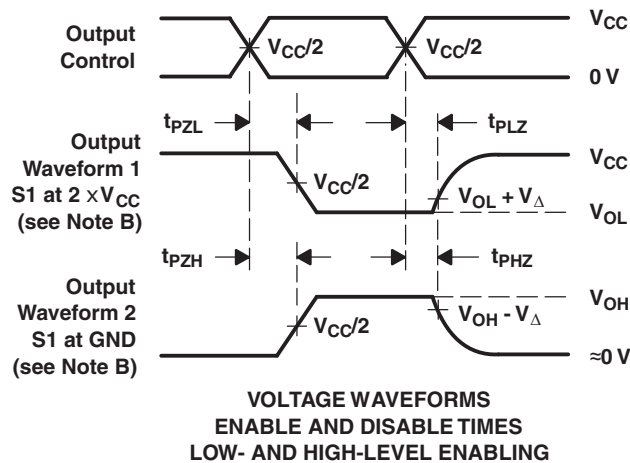 Output
Control
V_CC/2
V_CC/2
V_CC
0 V
t_PZL
t_PLZ
Output
Waveform 1
S1 at 2 x V_CC
(see Note B)
V_CC/2
V_CC
V_OL + V_Δ
V_OL
t_PZH
t_PHZ
Output
Waveform 2
S1 at GND
(see Note B)
V_CC/2
V_OH
V_OH - V_Δ
≈0 V
VOLTAGE WAVEFORMS
ENABLE AND DISABLE TIMES
LOW- AND HIGH-LEVEL ENABLING